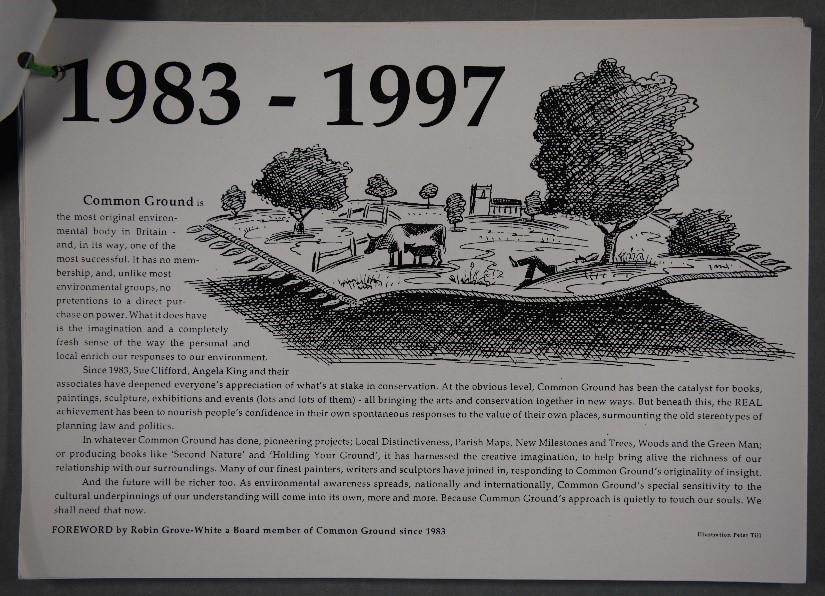 1983 - 1997
Common Ground is
the most original environ-
mental body in Britain -
and, in its way, one of the
most successful. It has no mem-
bership, and, unlike most
environmental groups, no
pretentions to a direct pur-
chase on power. What it does have
is the imagination and a completely
fresh sense of the way the personal and
local enrich our responses to our environment.
Since 1983, Sue Clifford, Angela King and their
associates have deepened everyone's appreciation of what's at stake in conservation. At the obvious level, Common Ground has been the catalyst for books,
paintings, sculpture, exhibitions and events (lots and lots of them) - all bringing the arts and conservation together in new ways. But beneath this, the REAL
achievement has been to nourish people's confidence in their own spontaneous responses to the value of their own places, surmounting the old stereotypes of
planning law and politics.
In whatever Common Ground has done, pioneering projects; Local Distinctiveness, Parish Maps, New Milestones and Trees, Woods and the Green Man;
or producing books like 'Second Nature' and 'Holding Your Ground', it has harnessed the creative imagination, to help bring alive the richness of our
relationship with our surroundings. Many of our finest painters, writers and sculptors have joined in, responding to Common Ground's originality of insight.
And the future will be richer too. As environmental awareness spreads, nationally and internationally, Common Ground's special sensitivity to the
cultural underpinnings of our understanding will come into its own, more and more. Because Common Ground's approach is quietly to touch our souls. We
shall need that now.
FOREWORD by Robin Grove-White a Board member of Common Ground since 1983
Illustration Peter Till